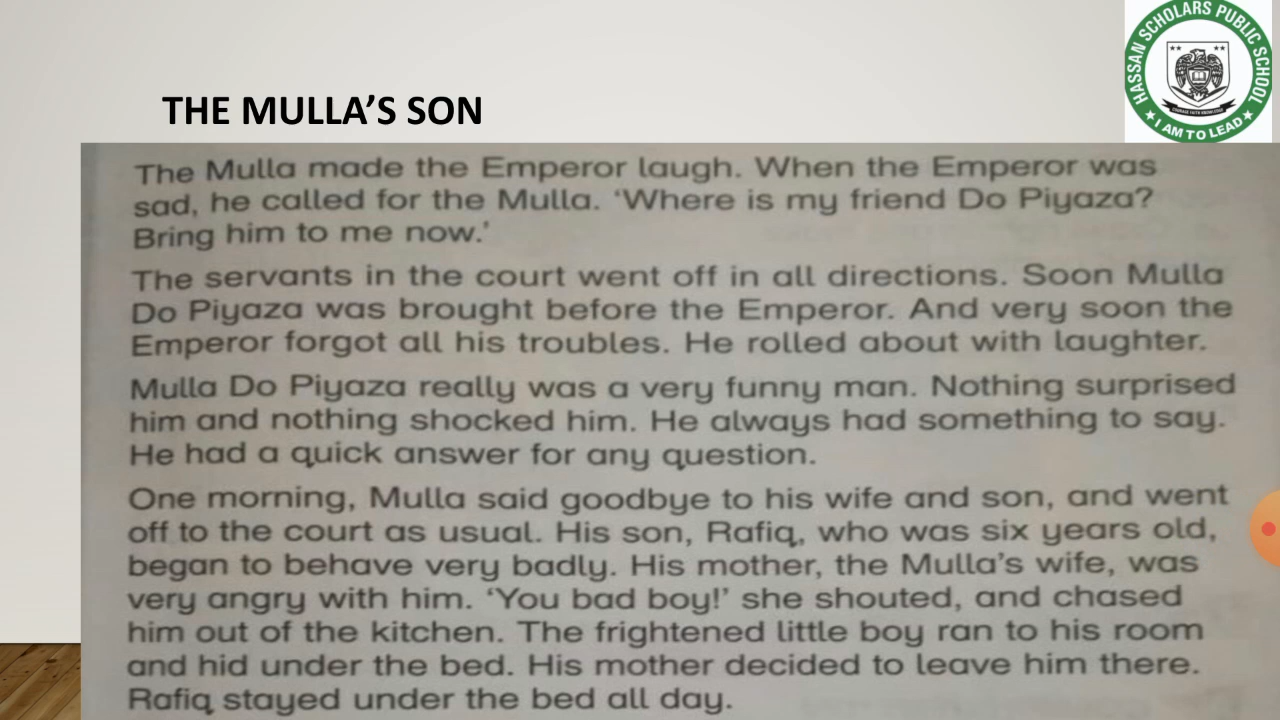 HASSAN SCHOLARS PUBLIC SCHOOL
I AM TO LEAD
THE MULLA’S SON
The Mulla made the Emperor laugh. When the Emperor was
sad, he called for the Mulla. ‘Where is my friend Do Piyaza?
Bring him to me now.’
The servants in the court went off in all directions. Soon Mulla
Do Piyaza was brought before the Emperor. And very soon the
Emperor forgot all his troubles. He rolled about with laughter.
Mulla Do Piyaza really was a very funny man. Nothing surprised
him and nothing shocked him. He always had something to say.
He had a quick answer for any question.
One morning, Mulla said goodbye to his wife and son, and went
off to the court as usual. His son, Rafiq, who was six years old,
began to behave very badly. His mother, the Mulla’s wife, was
very angry with him. ‘You bad boy!’ she shouted, and chased
him out of the kitchen. The frightened little boy ran to his room
and hid under the bed. His mother decided to leave him there.
Rafiq stayed under the bed all day.